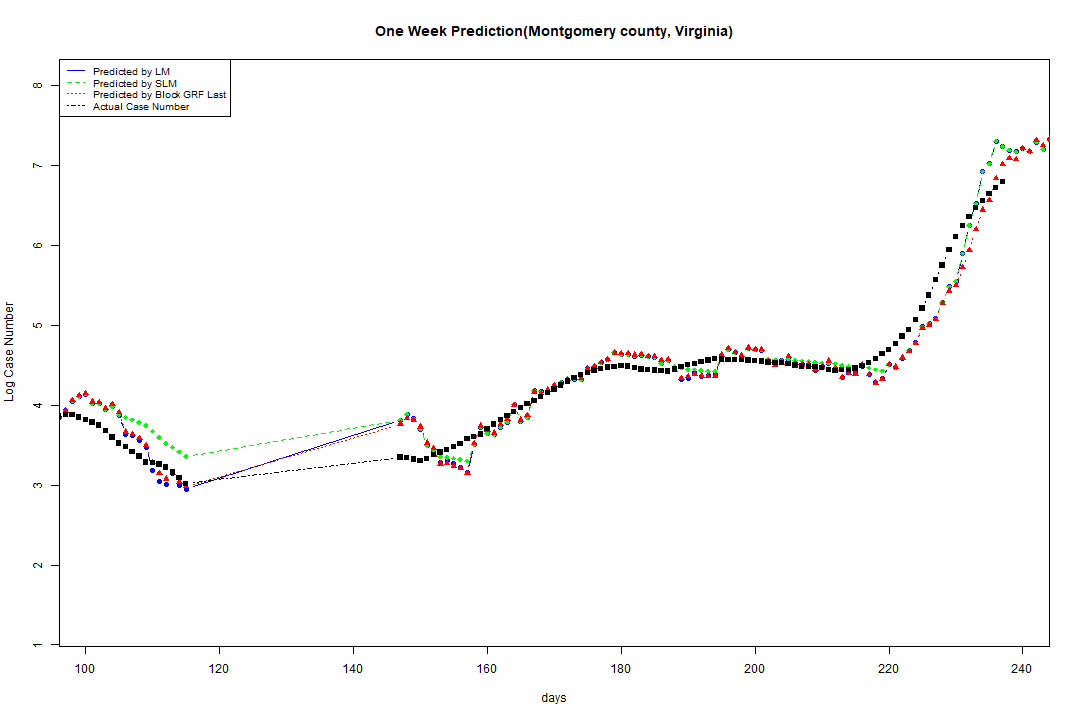 One Week Prediction(Montgomery county, Virginia)
Predicted by LM
Predicted by SLM
Predicted by Block GRF Last
Actual Case Number
8
7
6
5
4
3
2
1
Log Case Number
100 120 140 160 180 200 220 240
days